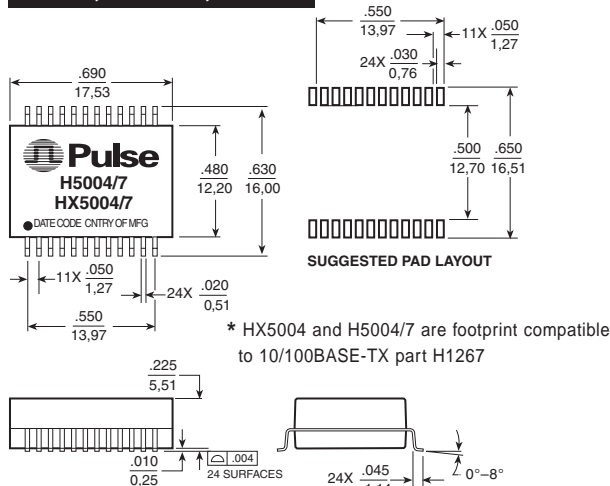 .550
13,97
11X .050
1,27
24X .030
0,76
.690
17,53
Pulse
H5004/7
HX5004/7
DATE CODE CNTRY OF MFG
.480
12,20
.630
16,00
.500
12,70
.650
16,51
SUGGESTED PAD LAYOUT
11X .050
1,27
24X .020
0,51
.550
13,97
* HX5004 and H5004/7 are footprint compatible
to 10/100BASE-TX part H1267
.225
5,51
.010
0,25
.004
24 SURFACES
24X .045
0°–8°